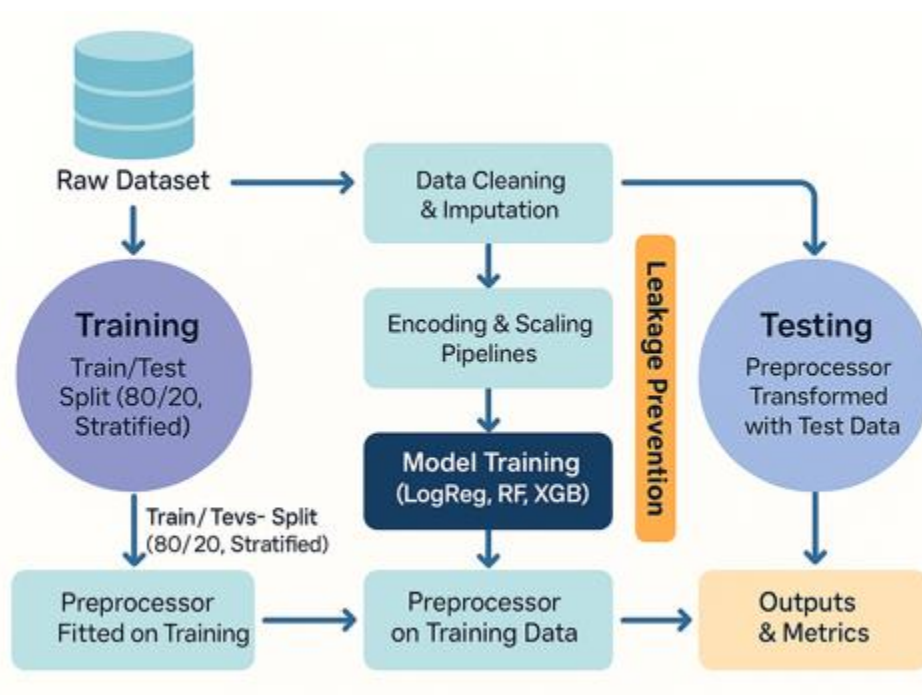 Raw Dataset
Data Cleaning
& Imputation
Training
Train/Test
Split (80/20,
Stratified)
Encoding & Scaling
Pipelines
Leakage Prevention
Testing
Preprocessor
Transformed
with Test Data
Model Training
(LogReg, RF, XGB)
Train/Tevs- Split
(80/20, Stratified)
Preprocessor
Fitted on Training
Preprocessor
on Training Data
Outputs
& Metrics